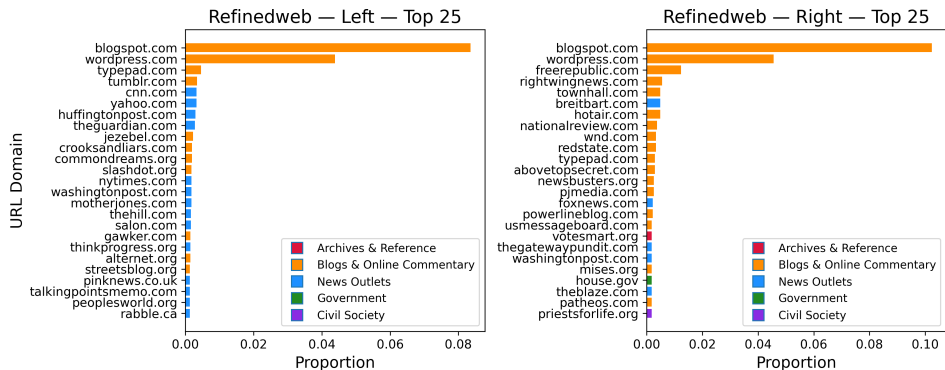 Refinedweb — Left — Top 25
URL Domain
blogspot.com
wordpress.com
typepad.com
tumblr.com
cnn.com
yahoo.com
huffingtonpost.com
theguardian.com
jezebel.com
crooksandliars.com
commondreams.org
slashdot.org
nytimes.com
washingtonpost.com
motherjones.com
thehill.com
salon.com
gawker.com
thinkprogress.org
alternet.org
streetsblog.org
pinknews.co.uk
talkingpointsmemo.com
peoplesworld.org
rabble.ca
Archives & Reference
Blogs & Online Commentary
News Outlets
Government
Civil Society
0.00 0.02 0.04 0.06 0.08
Proportion
Refinedweb — Right — Top 25
blogspot.com
wordpress.com
freerepublic.com
rightwingnews.com
townhall.com
breitbart.com
hotair.com
nationalreview.com
wnd.com
redstate.com
typepad.com
abovetopsecret.com
newsbusters.org
pjmedia.com
foxnews.com
powerlineblog.com
usmessageboard.com
votesmart.org
thegatewaypundit.com
washingtonpost.com
mises.org
house.gov
theblaze.com
patheos.com
priestsforlife.org
Archives & Reference
Blogs & Online Commentary
News Outlets
Government
Civil Society
0.00 0.02 0.04 0.06 0.08 0.10
Proportion